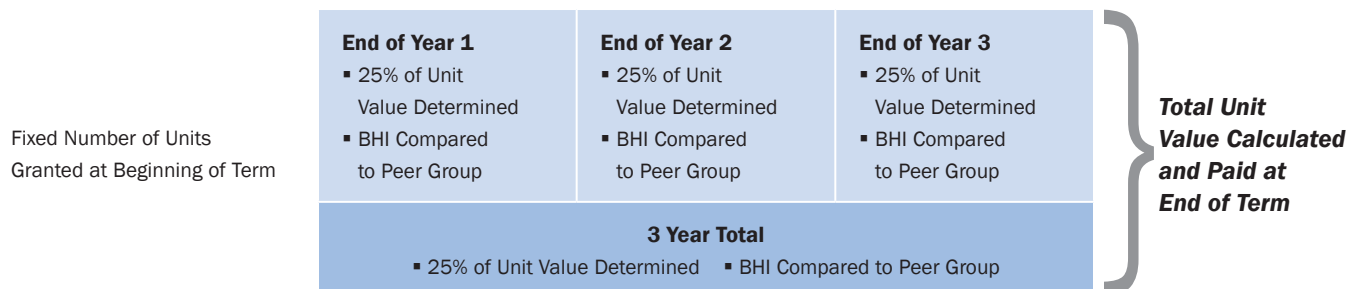 Fixed Number of Units
Granted at Beginning of Term
End of Year 1
▪ 25% of Unit
Value Determined
▪ BHI Compared
to Peer Group
End of Year 2
▪ 25% of Unit
Value Determined
▪ BHI Compared
to Peer Group
End of Year 3
▪ 25% of Unit
Value Determined
▪ BHI Compared
to Peer Group
3 Year Total
▪ 25% of Unit Value Determined ▪ BHI Compared to Peer Group
Total Unit
Value Calculated
and Paid at
End of Term